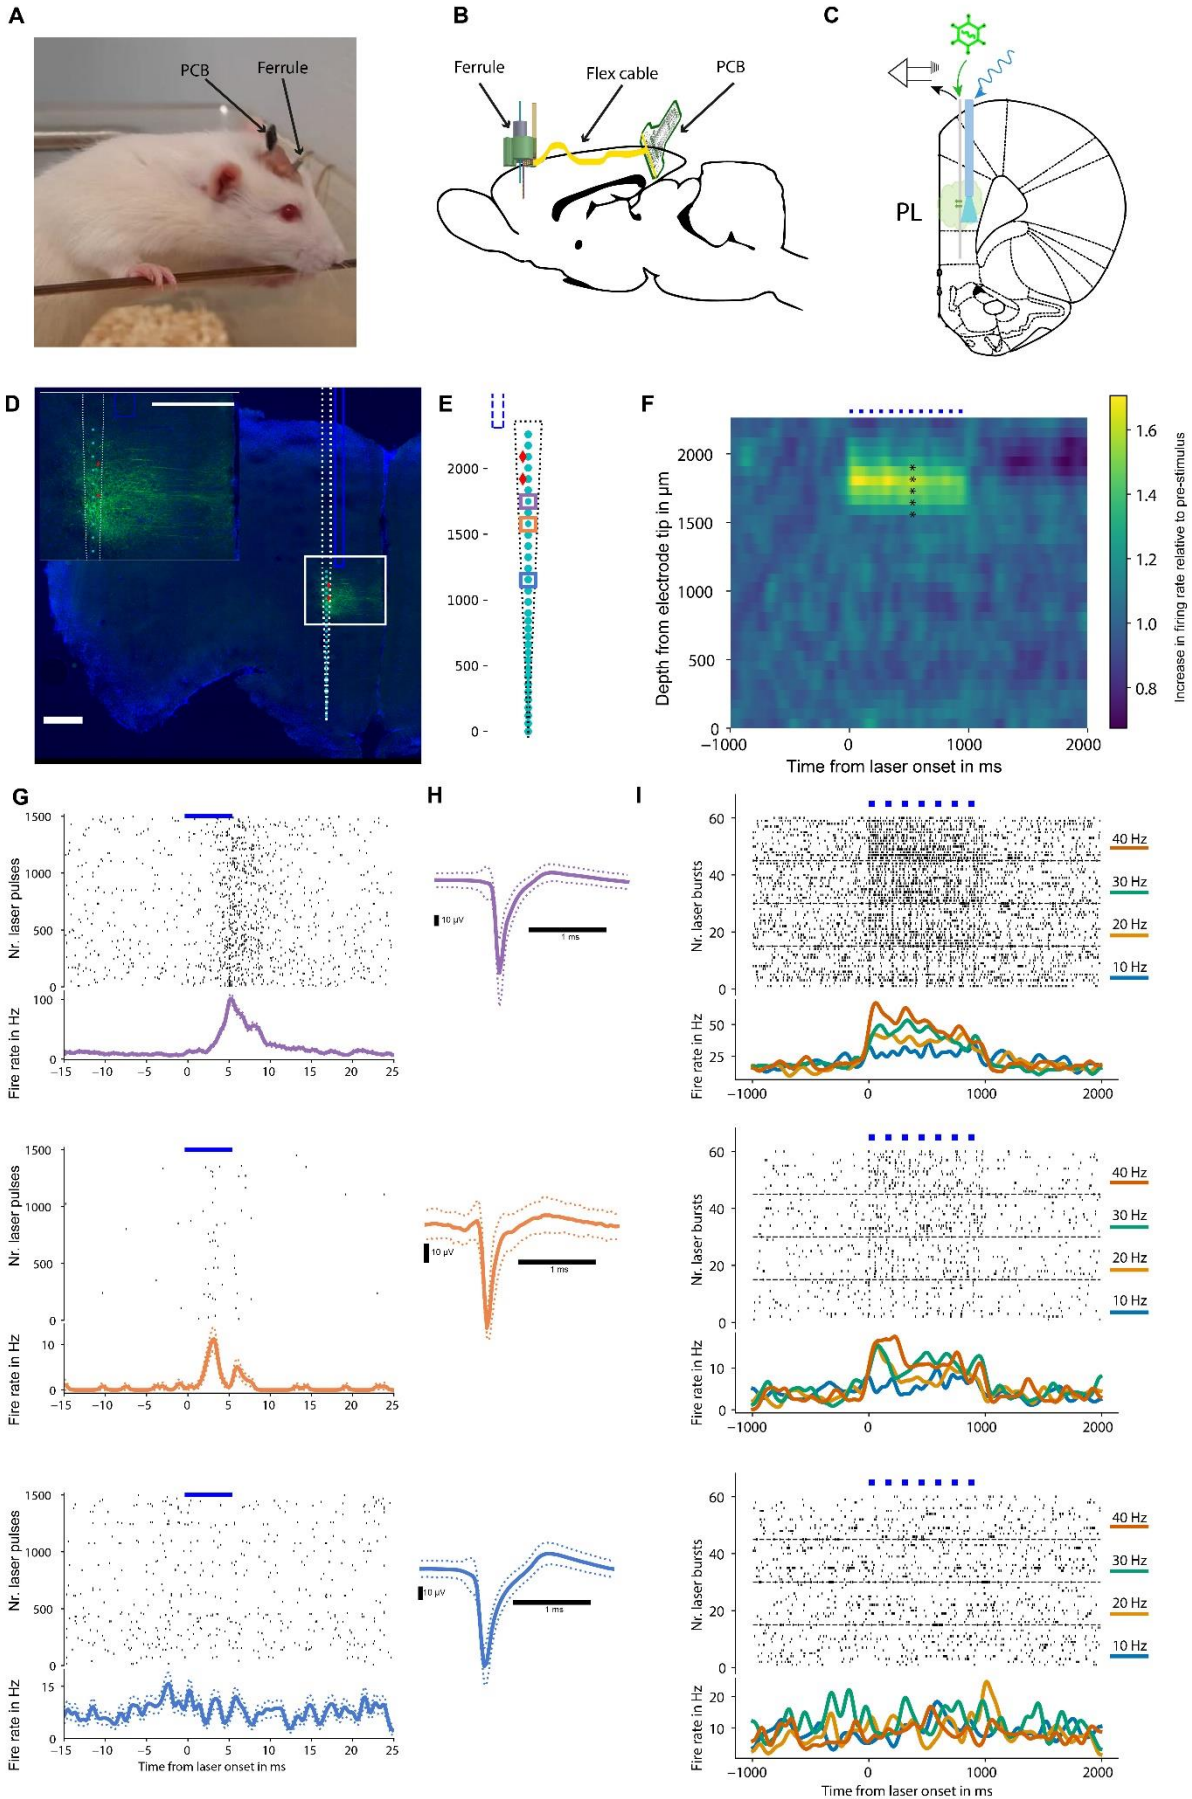 A
B
C
PCB
Ferrule
Ferrule
Flex cable
PCB
PL
D
E
F
2000
1500
1000
500
0
Depth from electrode tip in µm
2000
1500
1000
500
0
−1000
0
1000
2000
Time from laser onset in ms
1.6
1.4
1.2
1.0
0.8
Increase in firing rate relative to pre-stimulus
G
H
I
Nr. laser pulses
1500
1000
500
0
Fire rate in Hz
100
0
−15 −10 −5 0 5 10 15 20 25
10 µV
1 ms
Nr. laser bursts
60
40
20
0
40 Hz
30 Hz
20 Hz
10 Hz
Fire rate in Hz
50
25
−1000 0 1000 2000
Nr. laser pulses
1500
1000
500
0
Fire rate in Hz
10
0
−15 −10 −5 0 5 10 15 20 25
10 µV
1 ms
Nr. laser bursts
60
40
20
0
40 Hz
30 Hz
20 Hz
10 Hz
Fire rate in Hz
10
0
−1000 0 1000 2000
Nr. laser pulses
1500
1000
500
0
Fire rate in Hz
15
0
−15 −10 −5 0 5 10 15 20 25
Time from laser onset in ms
10 µV
1 ms
Nr. laser bursts
60
40
20
0
40 Hz
30 Hz
20 Hz
10 Hz
Fire rate in Hz
20
10
−1000 0 1000 2000
Time from laser onset in ms